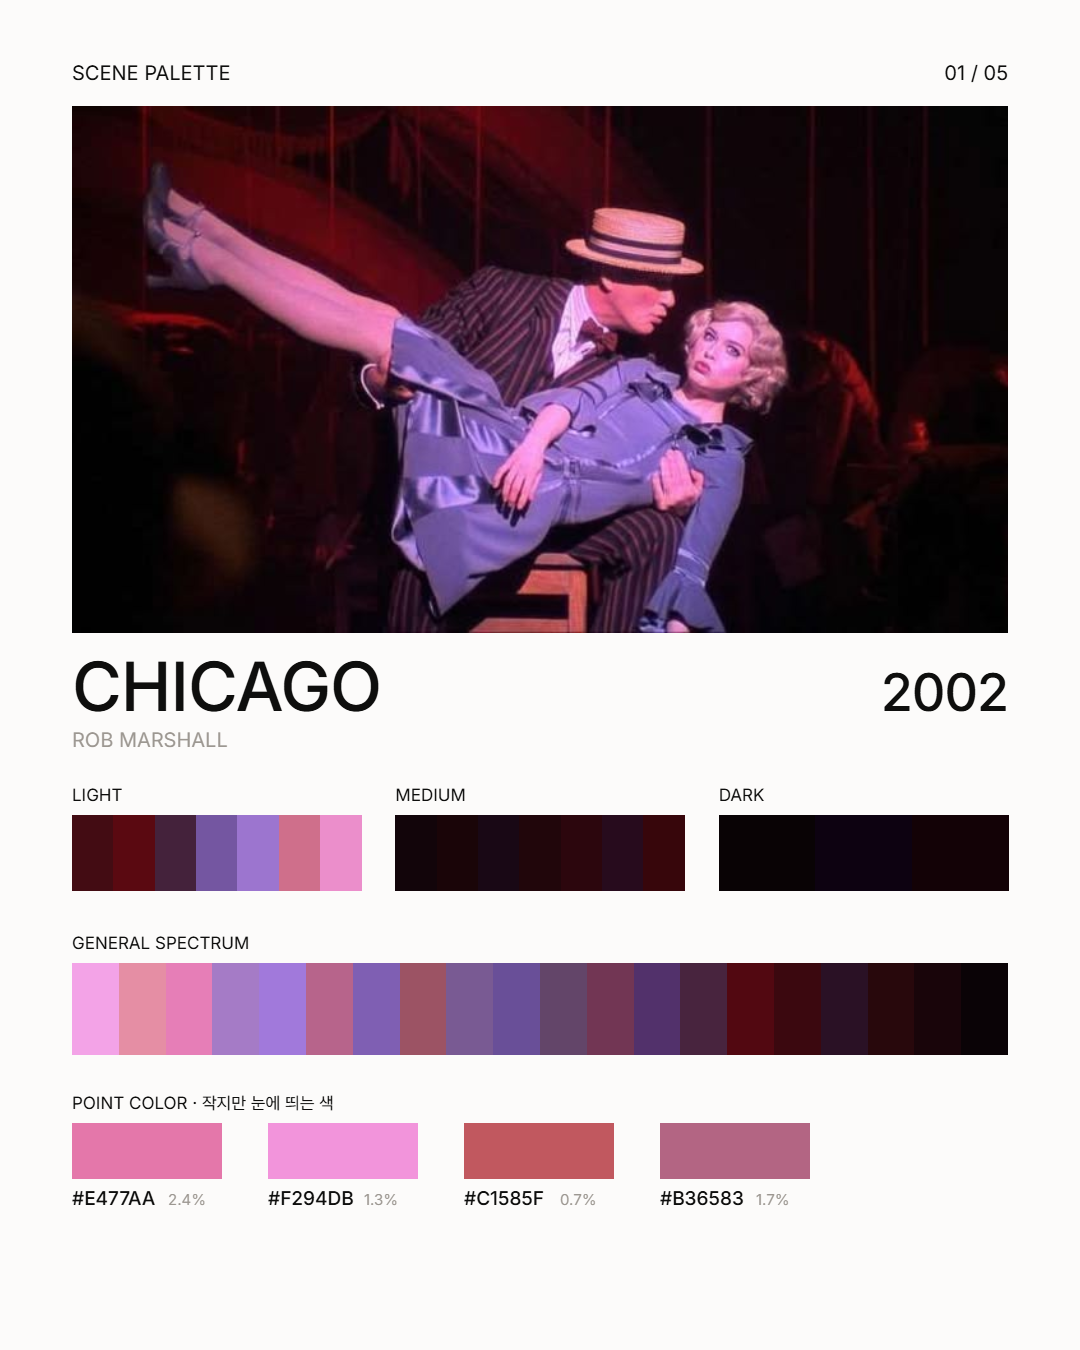 SCENE PALETTE 01 / 05
CHICAGO 2002
ROB MARSHALL
LIGHT MEDIUM DARK
GENERAL SPECTRUM
POINT COLOR · 작지만 눈에 띄는 색
#E477AA 2.4% #F294DB 1.3% #C1585F 0.7% #B36583 1.7%